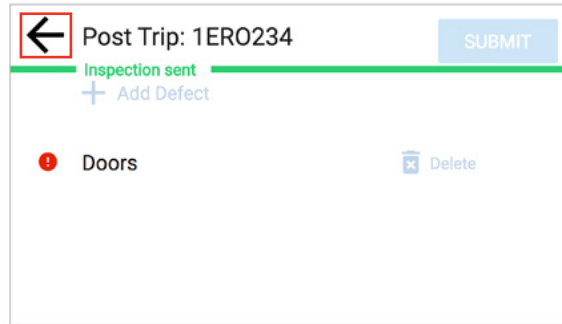 Post Trip: 1ERO234 SUBMIT
Inspection sent
Add Defect
Doors Delete